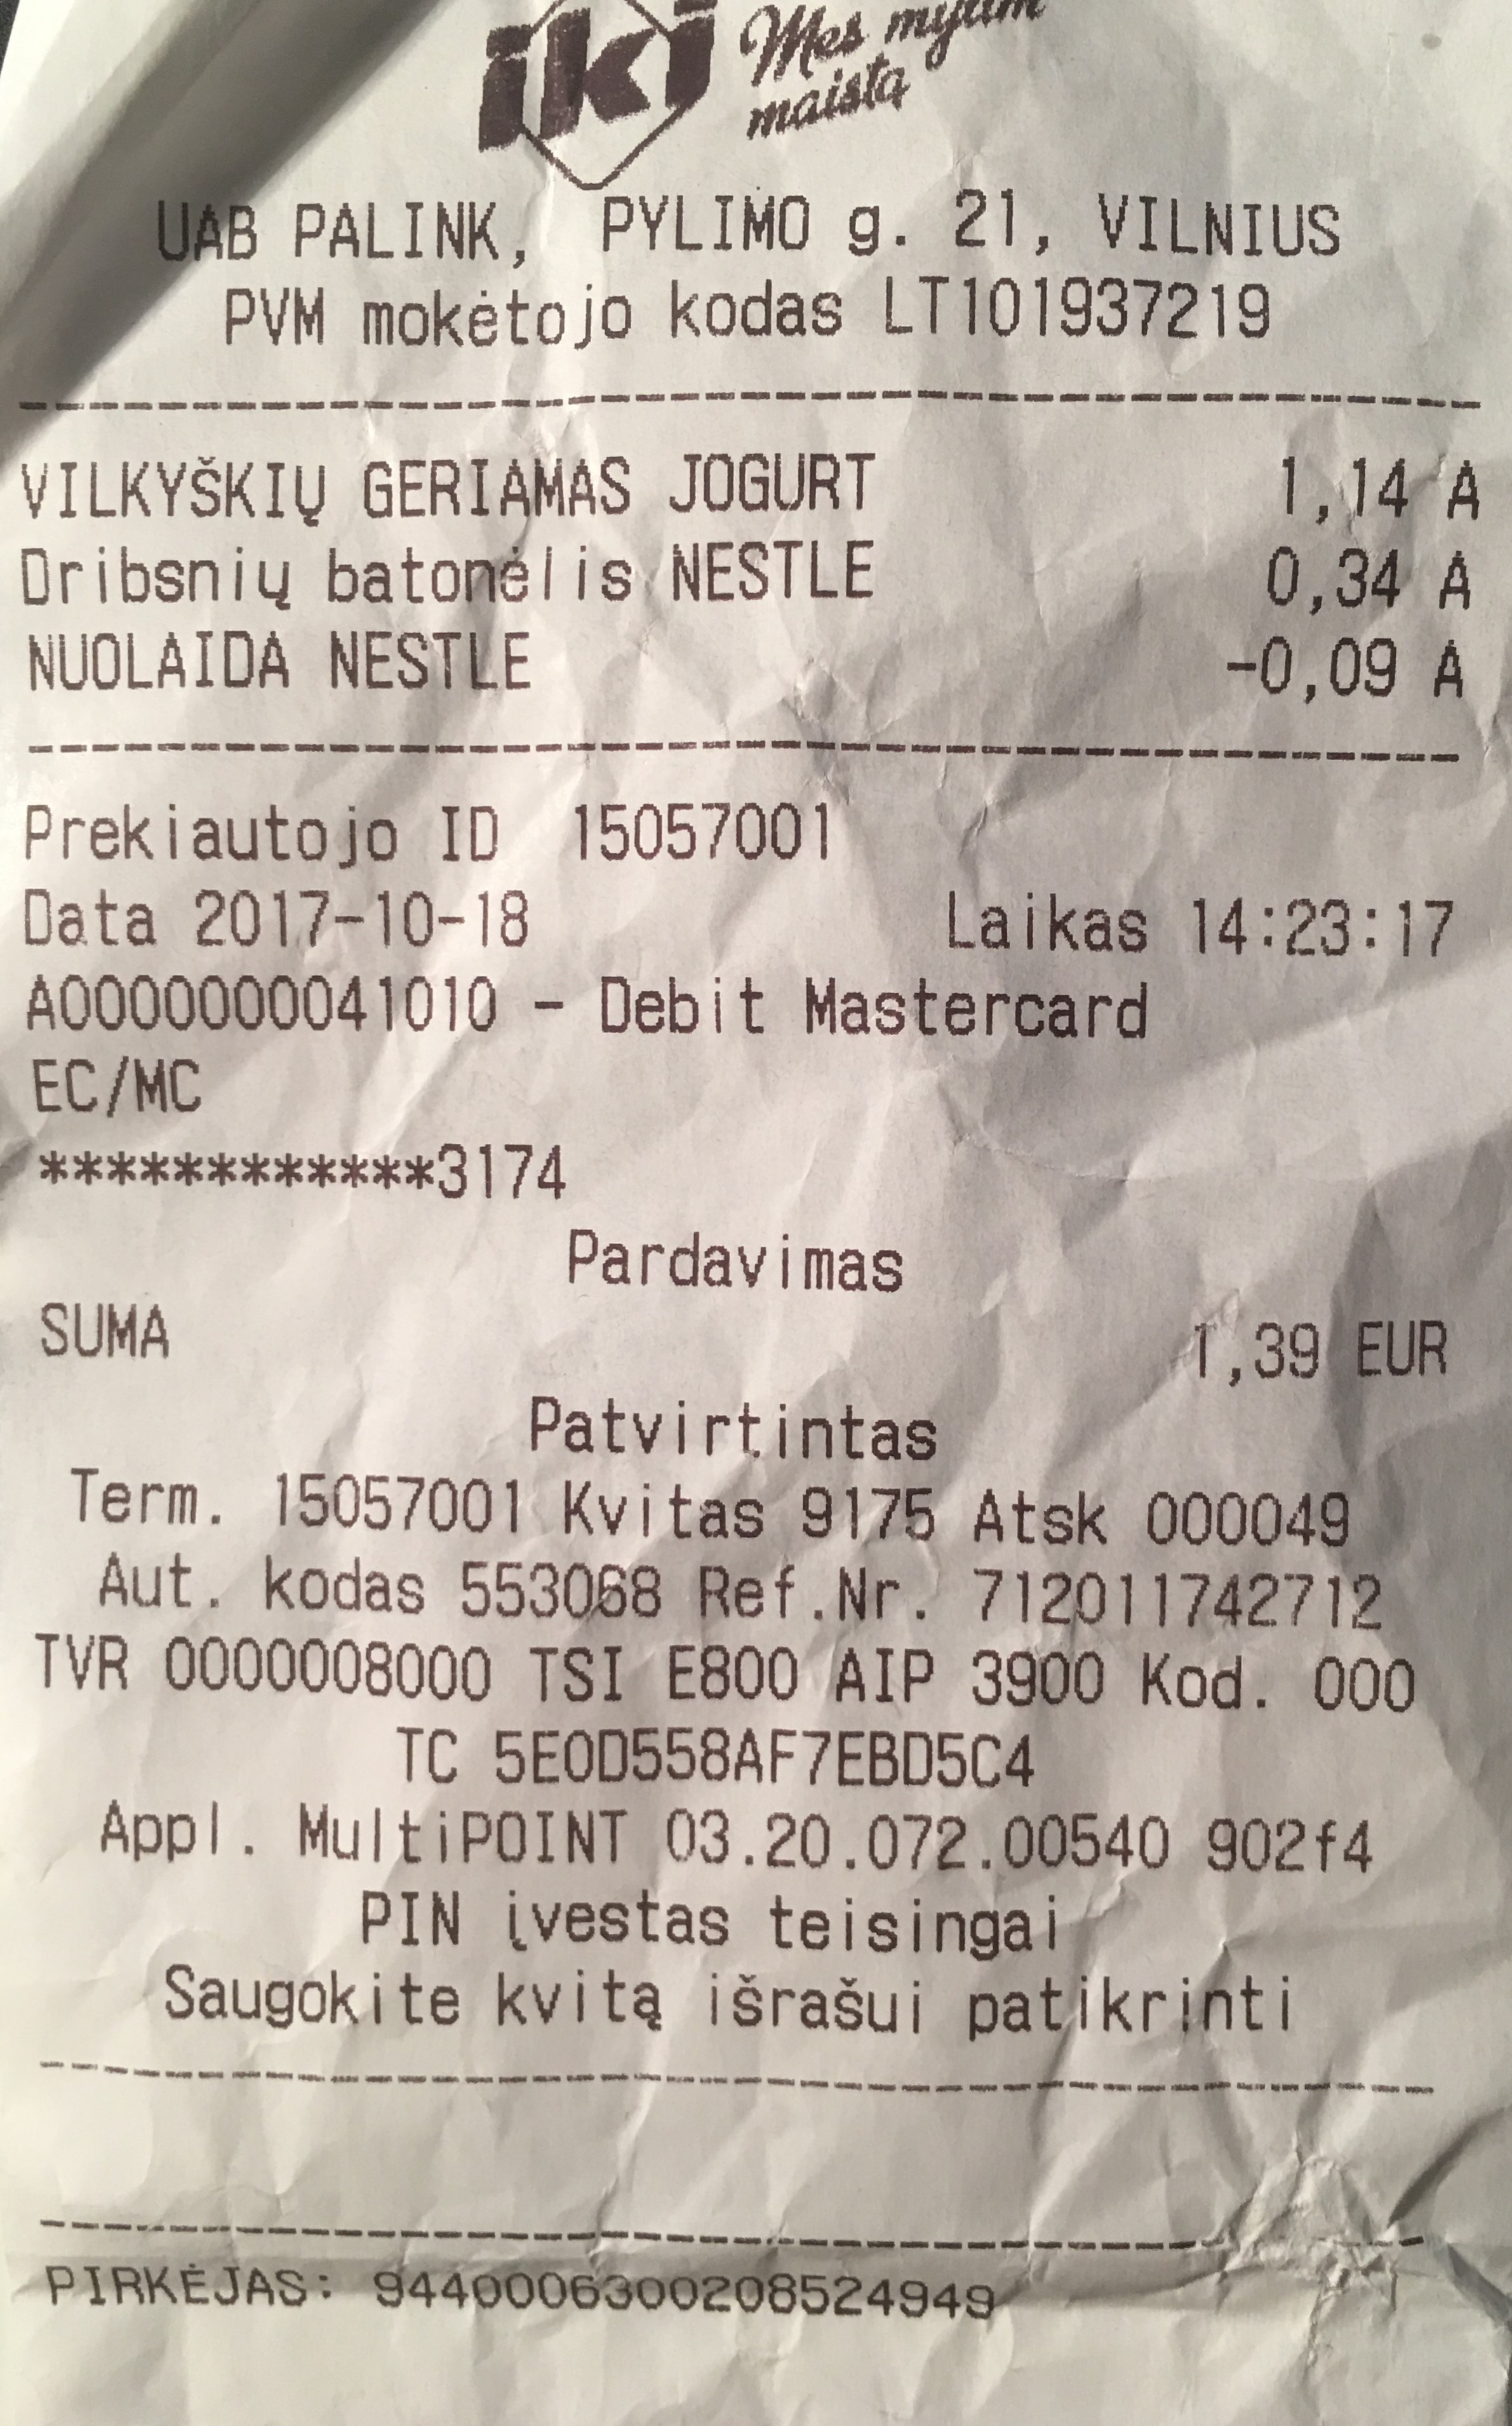 iki Mes mylim
maistą
UAB PALINK, PYLIMO g. 21, VILNIUS
PVM mokėtojo kodas LT101937219
VILKYŠKIŲ GERIAMAS JOGURT 1,14 A
Dribsnių batonėlis NESTLE 0,34 A
NUOLAIDA NESTLE -0,09 A
Prekiautojo ID 15057001
Data 2017-10-18 Laikas 14:23:17
A0000000041010 - Debit Mastercard
EC/MC
************3174
Pardavimas
SUMA 1,39 EUR
Patvirtintas
Term. 15057001 Kvitas 9175 Atsk 000049
Aut. kodas 553068 Ref.Nr. 712011742712
TVR 0000008000 TSI E800 AIP 3900 Kod. 000
TC 5E0D558AF7EBD5C4
Appl. MultiPOINT 03.20.072.00540 902f4
PIN įvestas teisingai
Saugokite kvitą išrašui patikrinti
PIRKĖJAS: 9440006300208524949